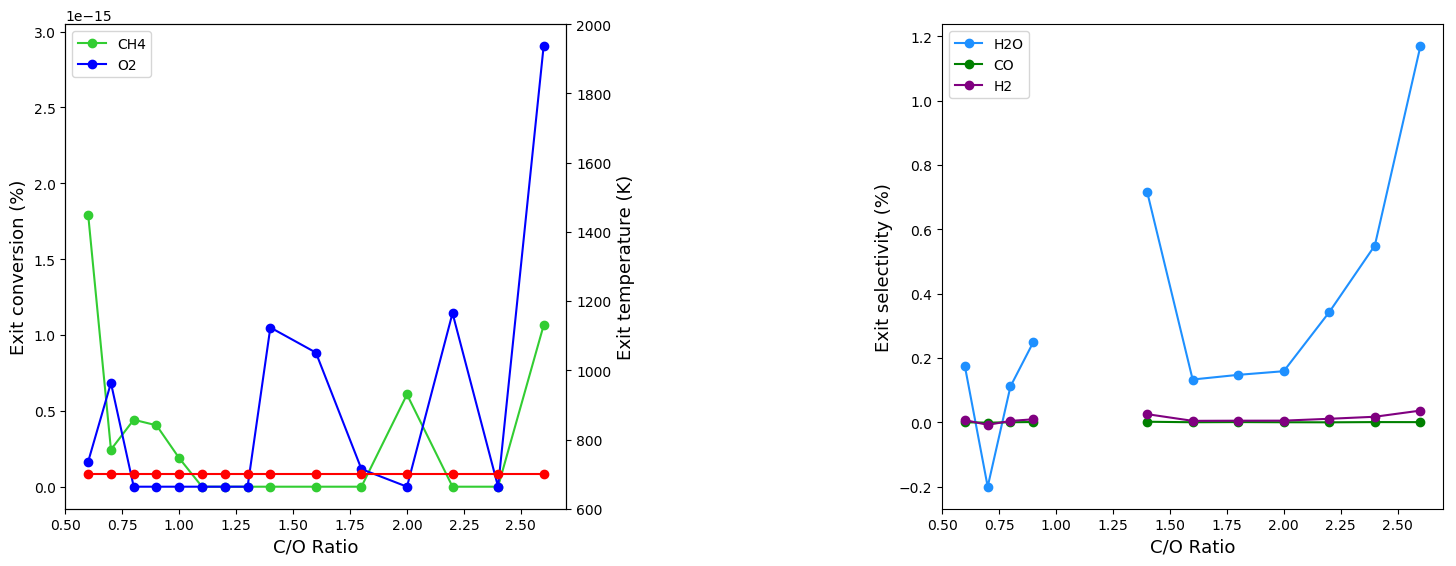 1e−15
CH4
O2
3.0
2.5
2.0
1.5
1.0
0.5
0.0
Exit conversion (%)
0.50 0.75 1.00 1.25 1.50 1.75 2.00 2.25 2.50
C/O Ratio
2000
1800
1600
1400
1200
1000
800
600
Exit temperature (K)
H2O
CO
H2
1.2
1.0
0.8
0.6
0.4
0.2
0.0
−0.2
Exit selectivity (%)
0.50 0.75 1.00 1.25 1.50 1.75 2.00 2.25 2.50
C/O Ratio